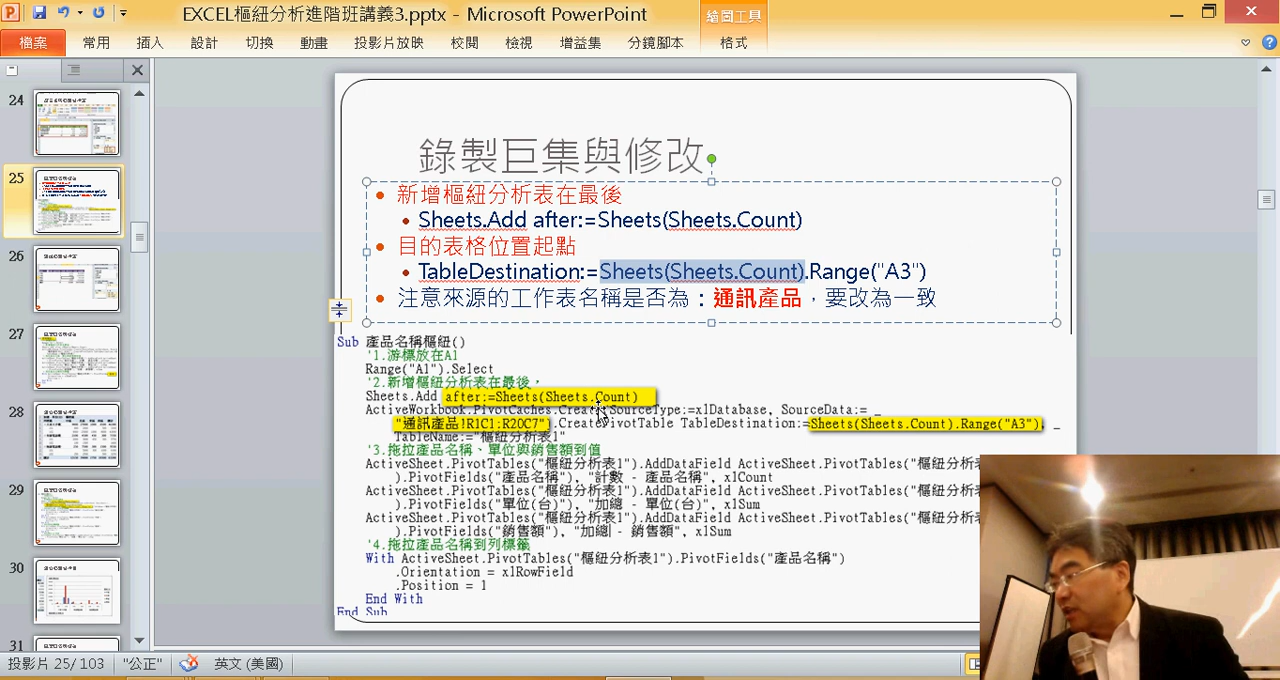 EXCEL樞紐分析進階班講義3.pptx - Microsoft PowerPoint
繪圖工具
檔案 常用 插入 設計 切換 動畫 投影片放映 校閱 檢視 增益集 分鏡腳本 格式
24
25
26
27
28
29
30
31
錄製巨集與修改
新增樞紐分析表在最後
Sheets.Add after:=Sheets(Sheets.Count)
目的表格位置起點
TableDestination:=Sheets(Sheets.Count).Range("A3")
注意來源的工作表名稱是否為：通訊產品，要改為一致
Sub 產品名稱樞紐()
'1.游標放在A1
Range("A1").Select
'2.新增樞紐分析表在最後，
Sheets.Add after:=Sheets(Sheets.Count)
ActiveWorkbook.PivotCaches.Create(SourceType:=xlDatabase, SourceData:= _
"通訊產品!R1C1:R20C7").CreatePivotTable TableDestination:=Sheets(Sheets.Count).Range("A3"), _
TableName:="樞紐分析表1"
'3.拖拉產品名稱、單位與銷售額到值
ActiveSheet.PivotTables("樞紐分析表1").AddDataField ActiveSheet.PivotTables("樞紐分析表
).PivotFields("產品名稱"), "計數 - 產品名稱", xlCount
ActiveSheet.PivotTables("樞紐分析表1").AddDataField ActiveSheet.PivotTables("樞紐分析表
).PivotFields("單位(台)"), "加總 - 單位(台)", xlSum
ActiveSheet.PivotTables("樞紐分析表1").AddDataField ActiveSheet.PivotTables("樞紐分析表
).PivotFields("銷售額"), "加總 - 銷售額", xlSum
'4.拖拉產品名稱到列標籤
With ActiveSheet.PivotTables("樞紐分析表1").PivotFields("產品名稱")
.Orientation = xlRowField
.Position = 1
End With
End Sub
投影片 25/ 103 "公正" 英文 (美國)